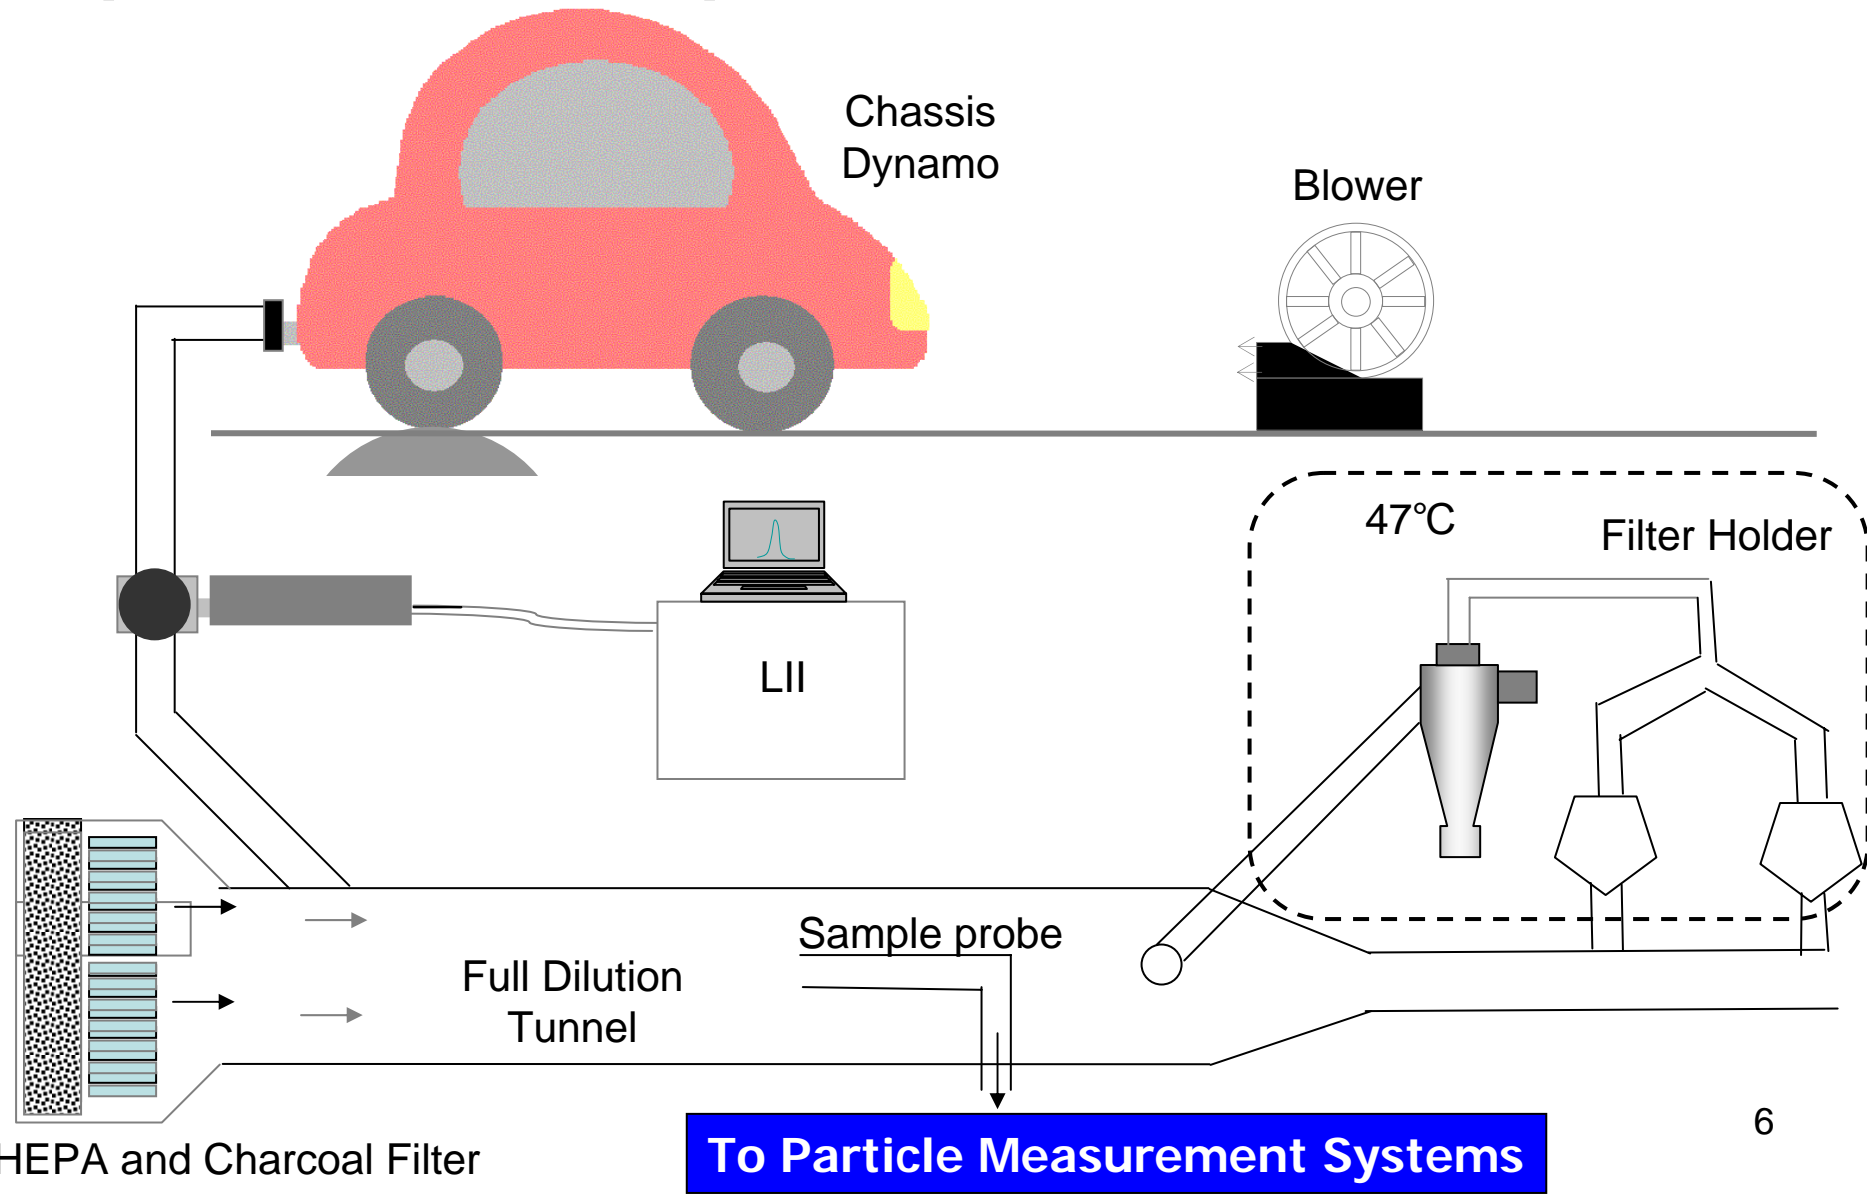 Chassis
Dynamo
Blower
47°C
Filter Holder
LII
Sample probe
Full Dilution
Tunnel
HEPA and Charcoal Filter
To Particle Measurement Systems
6